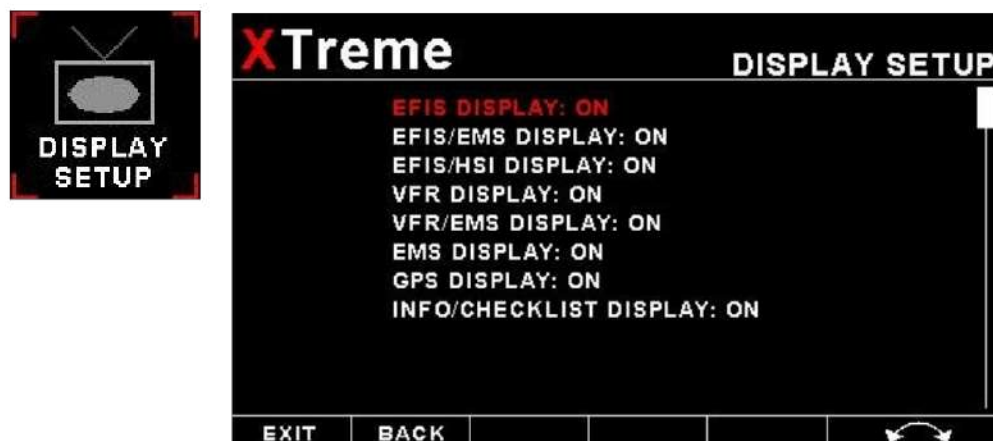 DISPLAY
SETUP
XTreme
DISPLAY SETUP
EFIS DISPLAY: ON
EFIS/EMS DISPLAY: ON
EFIS/HSI DISPLAY: ON
VFR DISPLAY: ON
VFR/EMS DISPLAY: ON
EMS DISPLAY: ON
GPS DISPLAY: ON
INFO/CHECKLIST DISPLAY: ON
EXIT BACK